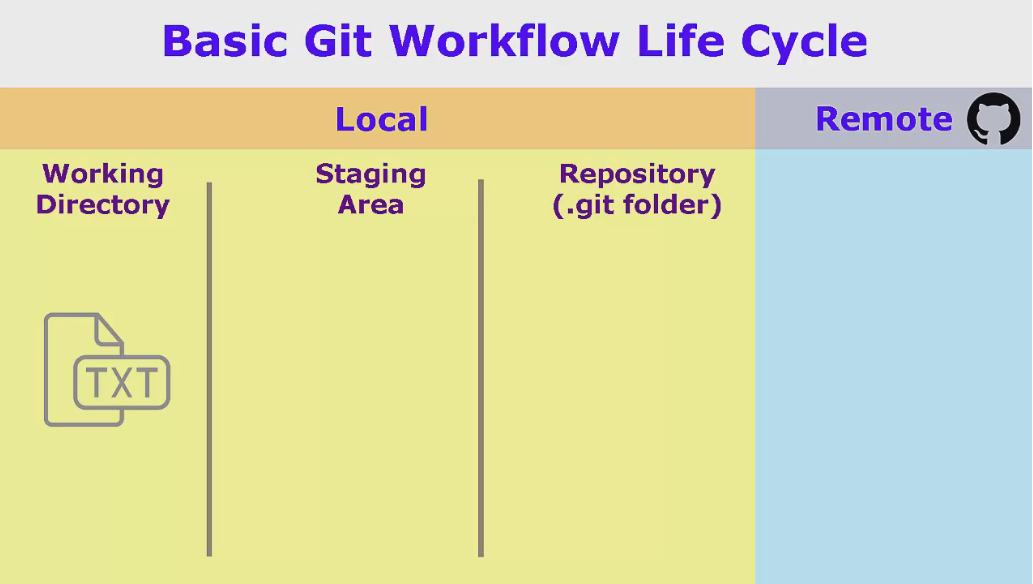 Basic Git Workflow Life Cycle
Local
Remote
Working
Directory
Staging
Area
Repository
(.git folder)
TXT